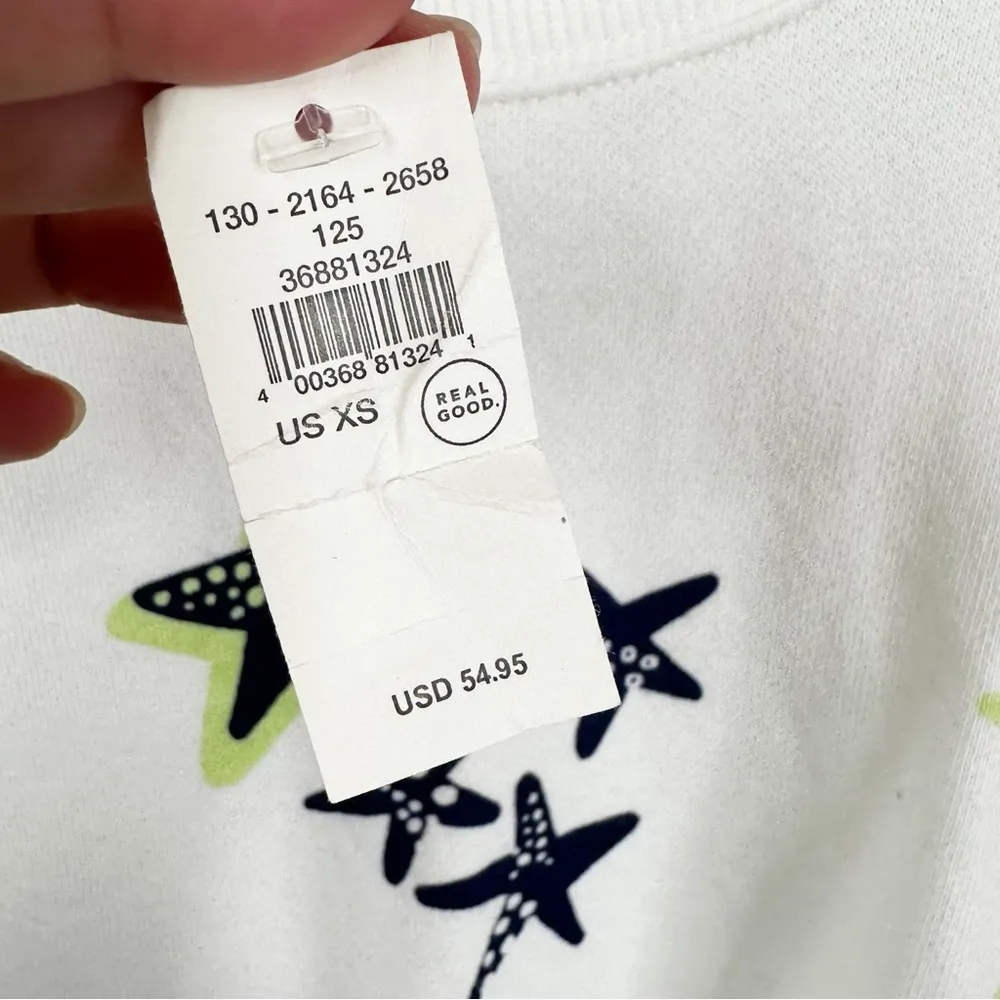 130 - 2164 - 2658
125
36881324
4 00368 81324 1
US XS
REAL
GOOD.
USD 54.95